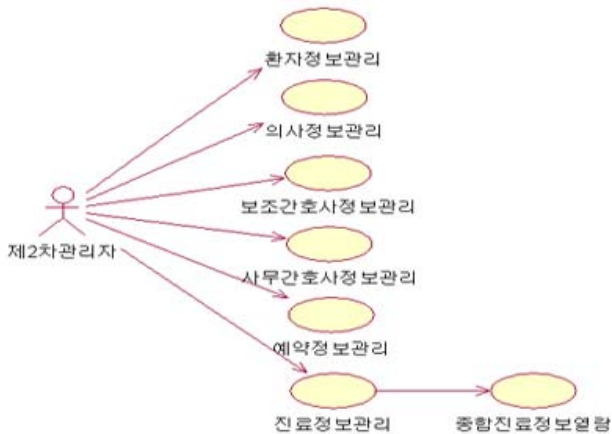 환자정보관리
의사정보관리
보조간호사정보관리
제2차관리자
사무간호사정보관리
예약정보관리
진료정보관리
종합진료정보열람